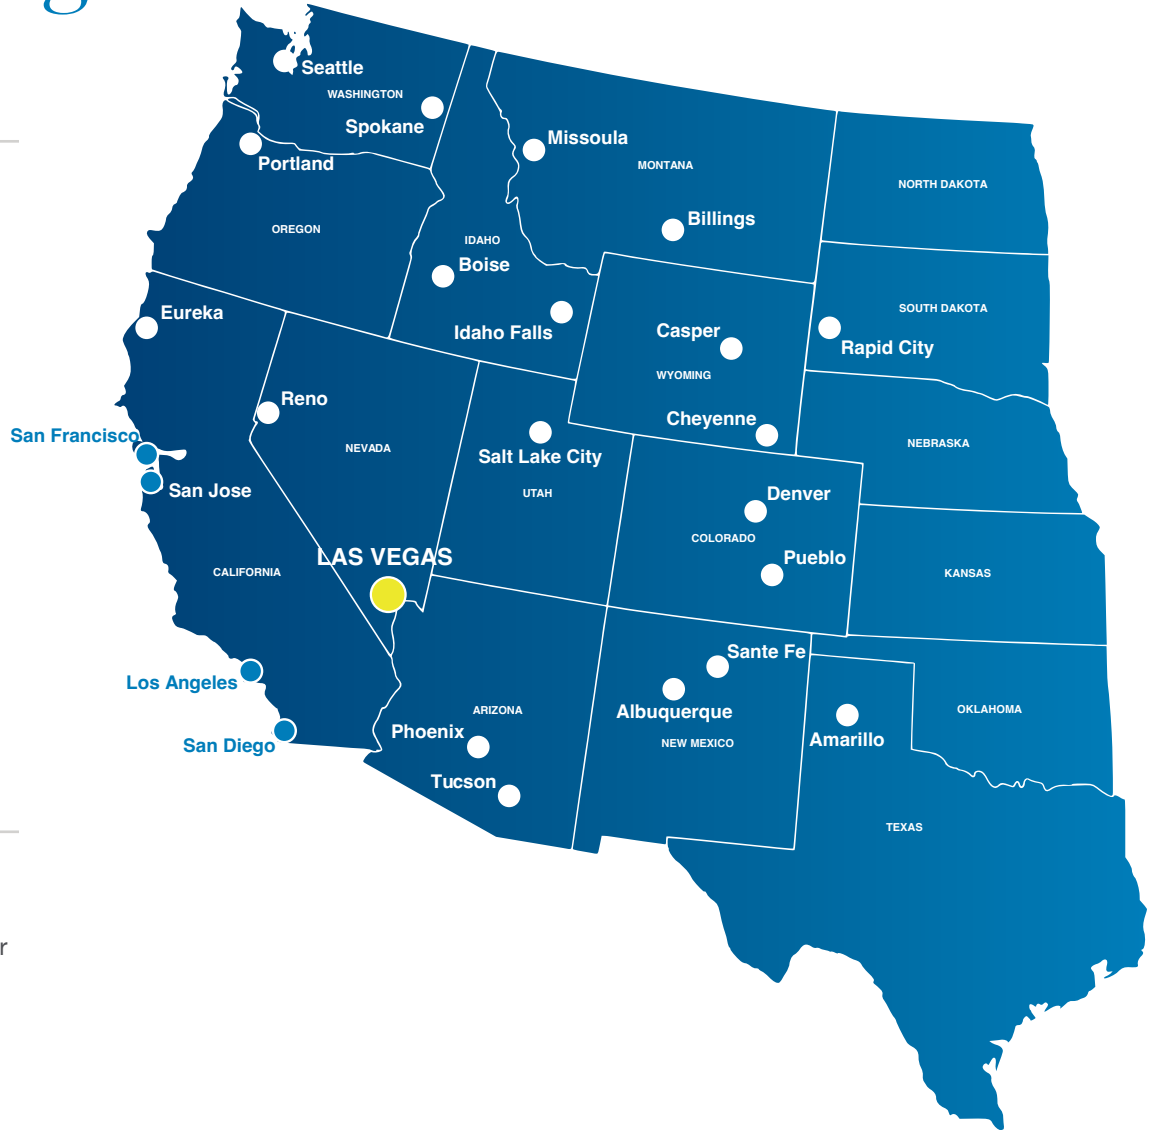 g
Seattle
WASHINGTON
Spokane
Missoula
Portland
MONTANA
NORTH DAKOTA
Billings
OREGON
IDAHO
Boise
SOUTH DAKOTA
Eureka
Idaho Falls
Casper
Rapid City
WYOMING
Reno
Cheyenne
San Francisco
NEVADA
NEBRASKA
Salt Lake City
San Jose
UTAH
Denver
COLORADO
LAS VEGAS
Pueblo
CALIFORNIA
KANSAS
Sante Fe
Los Angeles
ARIZONA
Albuquerque
OKLAHOMA
Phoenix
NEW MEXICO
Amarillo
San Diego
Tucson
TEXAS
r